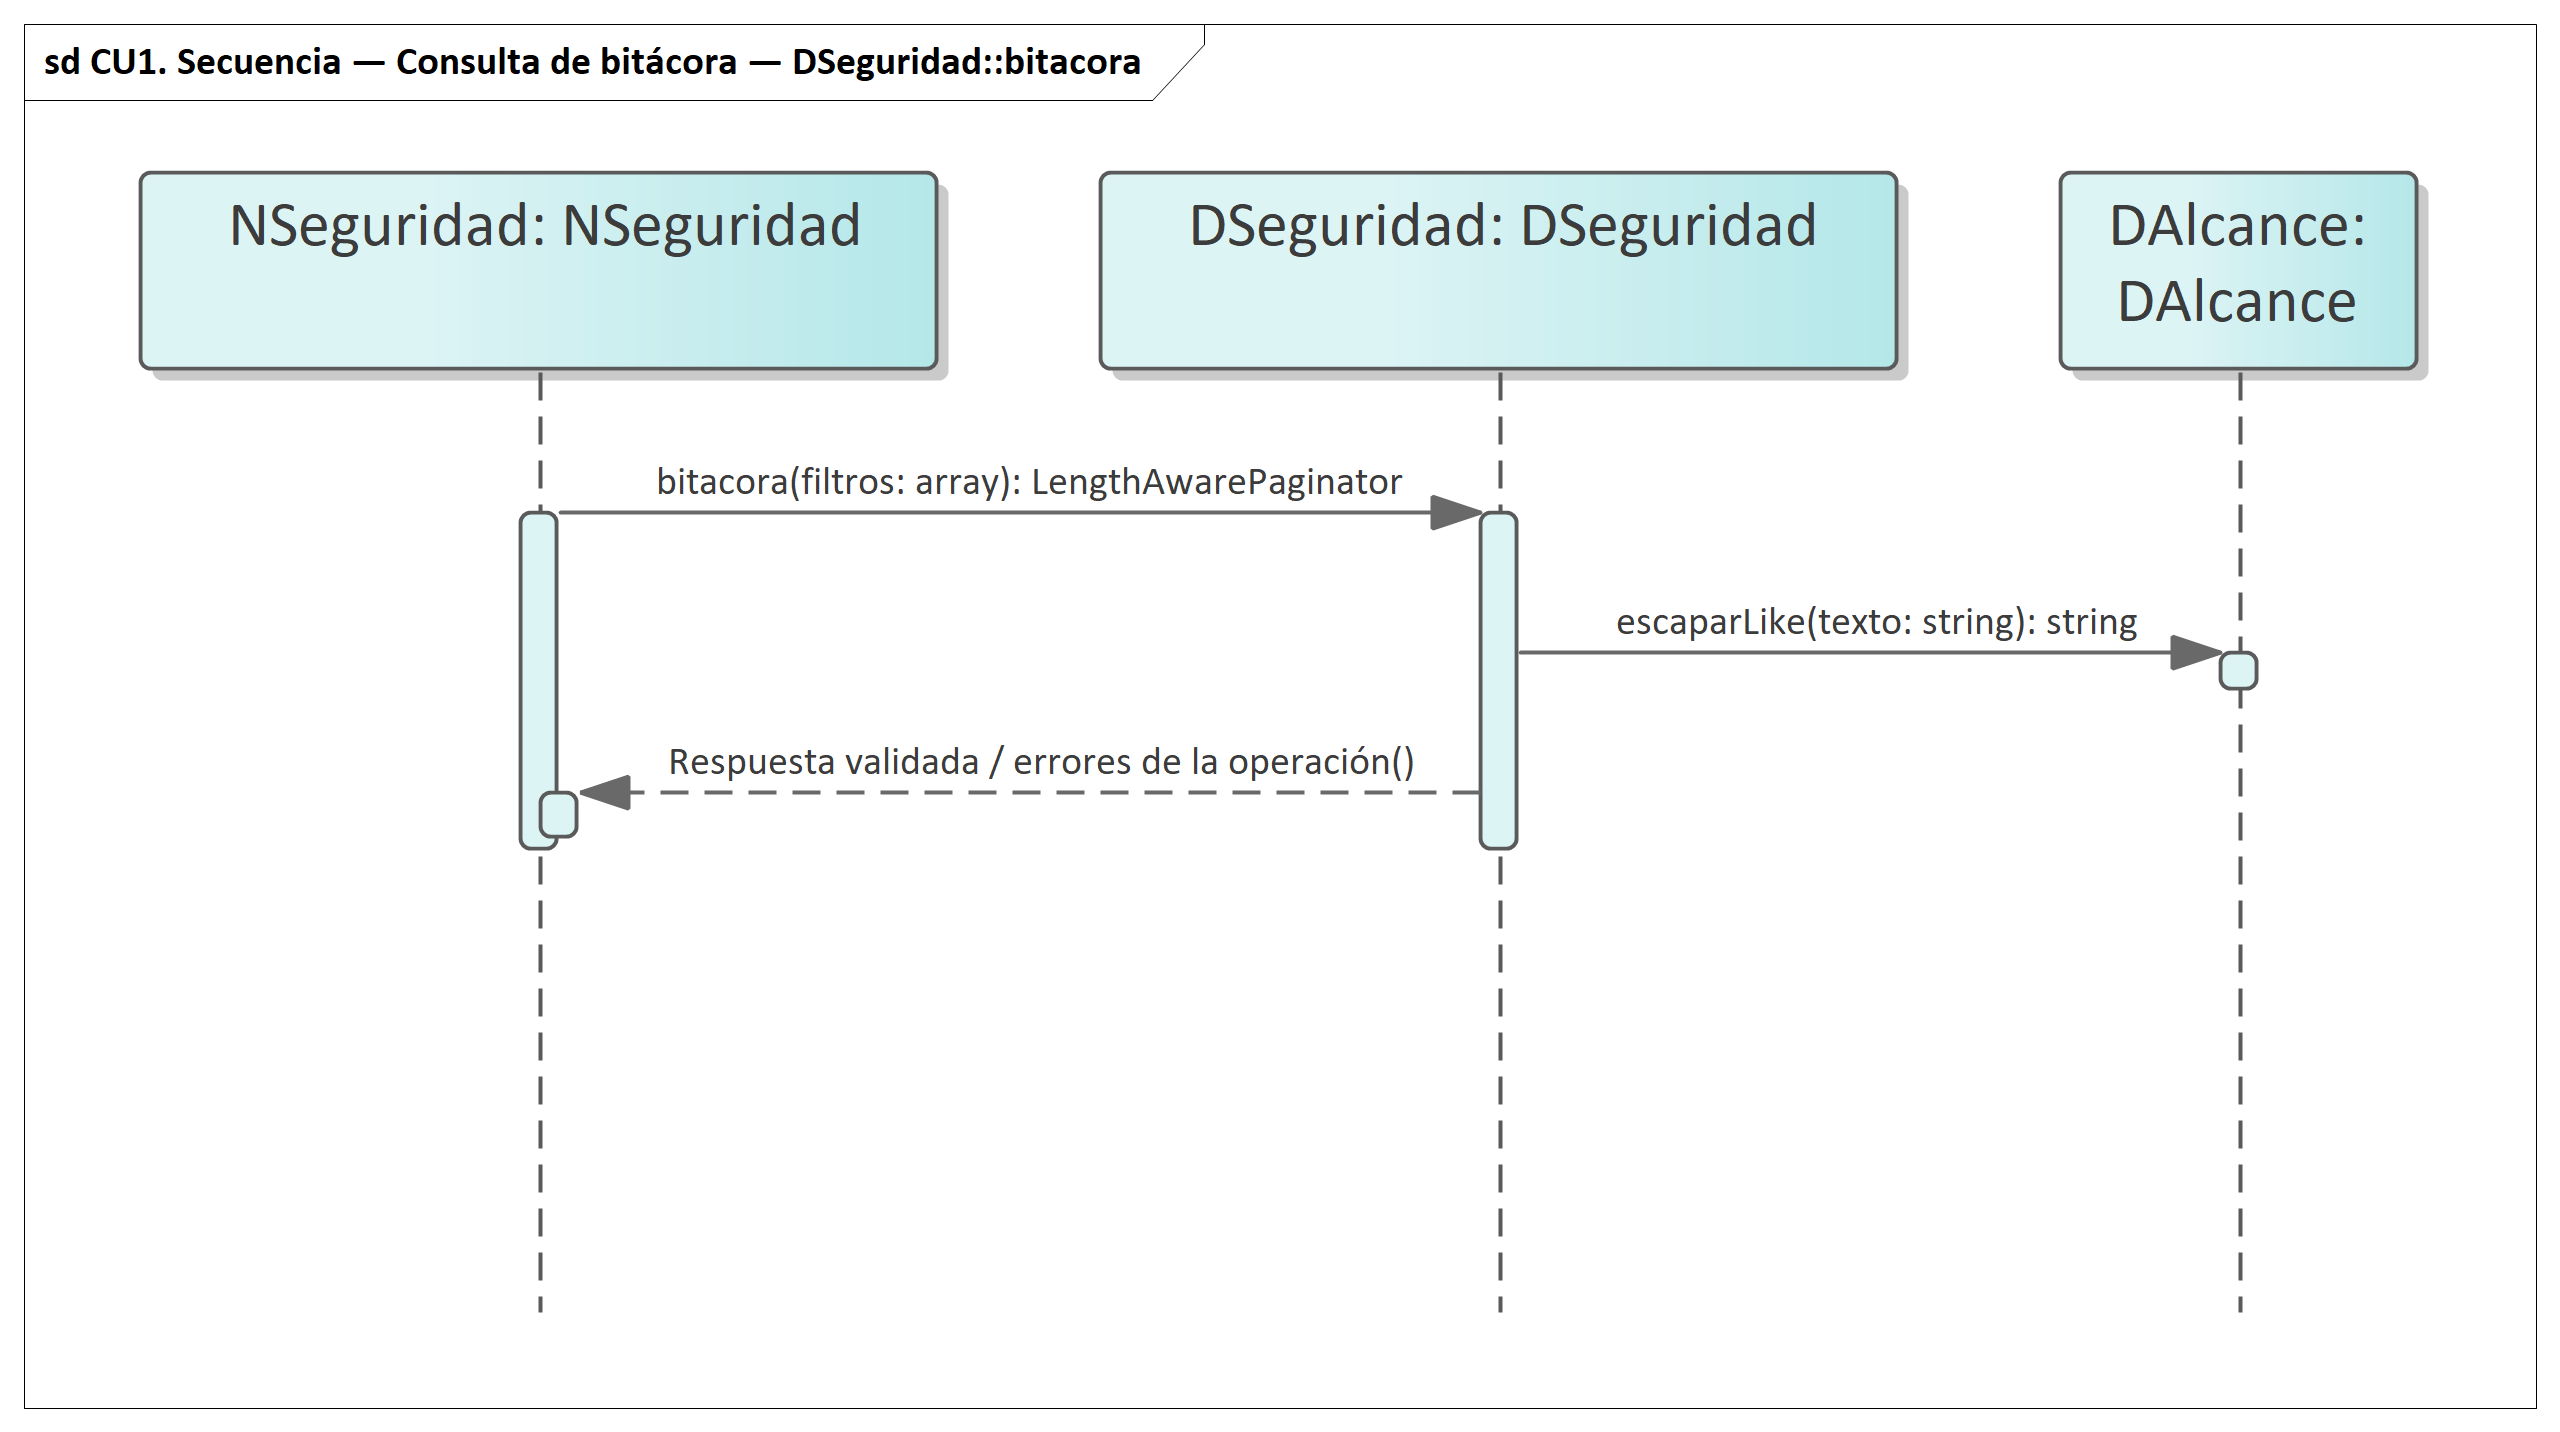 sd CU1. Secuencia — Consulta de bitácora — DSeguridad::bitacora
NSeguridad: NSeguridad
DSeguridad: DSeguridad
DAlcance:
DAlcance
bitacora(filtros: array): LengthAwarePaginator
escaparLike(texto: string): string
Respuesta validada / errores de la operación()